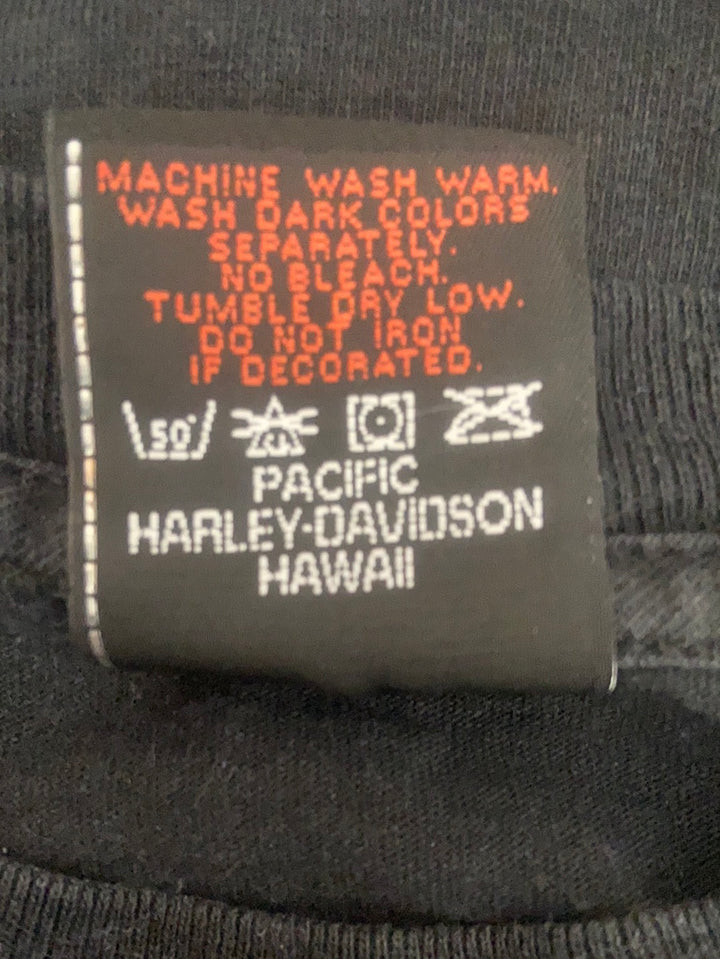 MACHINE WASH WARM.
WASH DARK COLORS
SEPARATELY.
NO BLEACH.
TUMBLE DRY LOW.
DO NOT IRON
IF DECORATED.
50° CL
PACIFIC
HARLEY-DAVIDSON
HAWAII